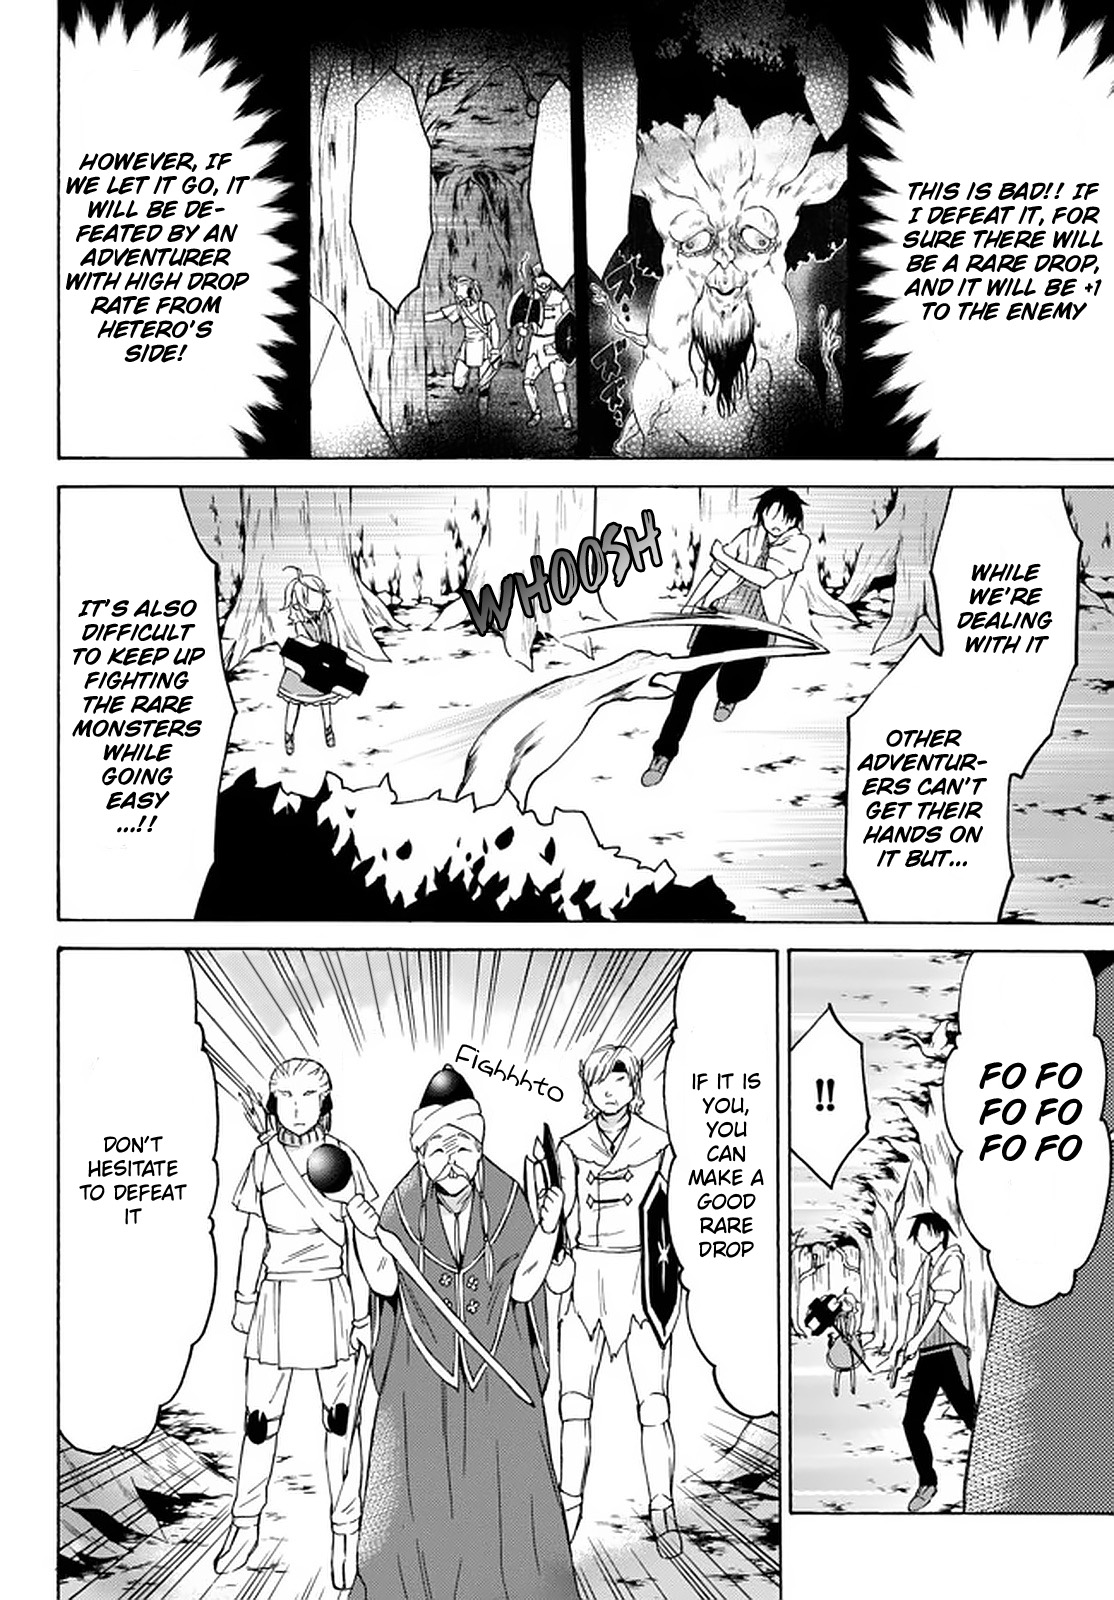 THIS IS BAD!! IF
I DEFEAT IT, FOR
SURE THERE WILL
BE A RARE DROP,
AND IT WILL BE +1
TO THE ENEMY
HOWEVER, IF
WE LET IT GO, IT
WILL BE DE-
FEATED BY AN
ADVENTURER
WITH HIGH DROP
RATE FROM
HETERO'S
SIDE!
WHILE
WE'RE
DEALING
WITH IT
OTHER
ADVENTUR-
ERS CAN'T
GET THEIR
HANDS ON
IT BUT...
WHOOSH
IT'S ALSO
DIFFICULT
TO KEEP UP
FIGHTING
THE RARE
MONSTERS
WHILE
GOING
EASY
...!!
FO FO
FO FO
FO FO
!!
IF IT IS
YOU,
YOU
CAN
MAKE A
GOOD
RARE
DROP
Fighhhto
DON'T
HESITATE
TO DEFEAT
IT